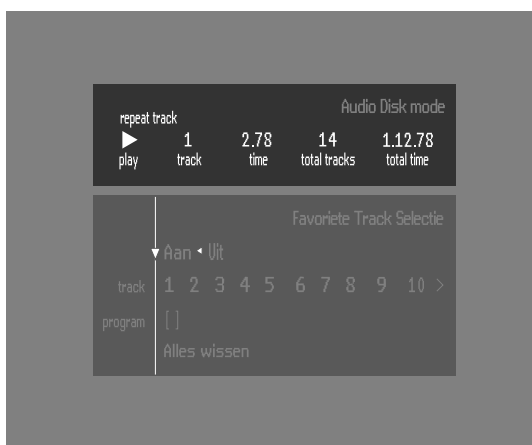 Audio Disk mode
repeat track
1 2.78 14 1.12.78
play track time total tracks total time
Favoriete Track Selectie
Aan Uit
track 1 2 3 4 5 6 7 8 9 10 >
program [ ]
Alles wissen